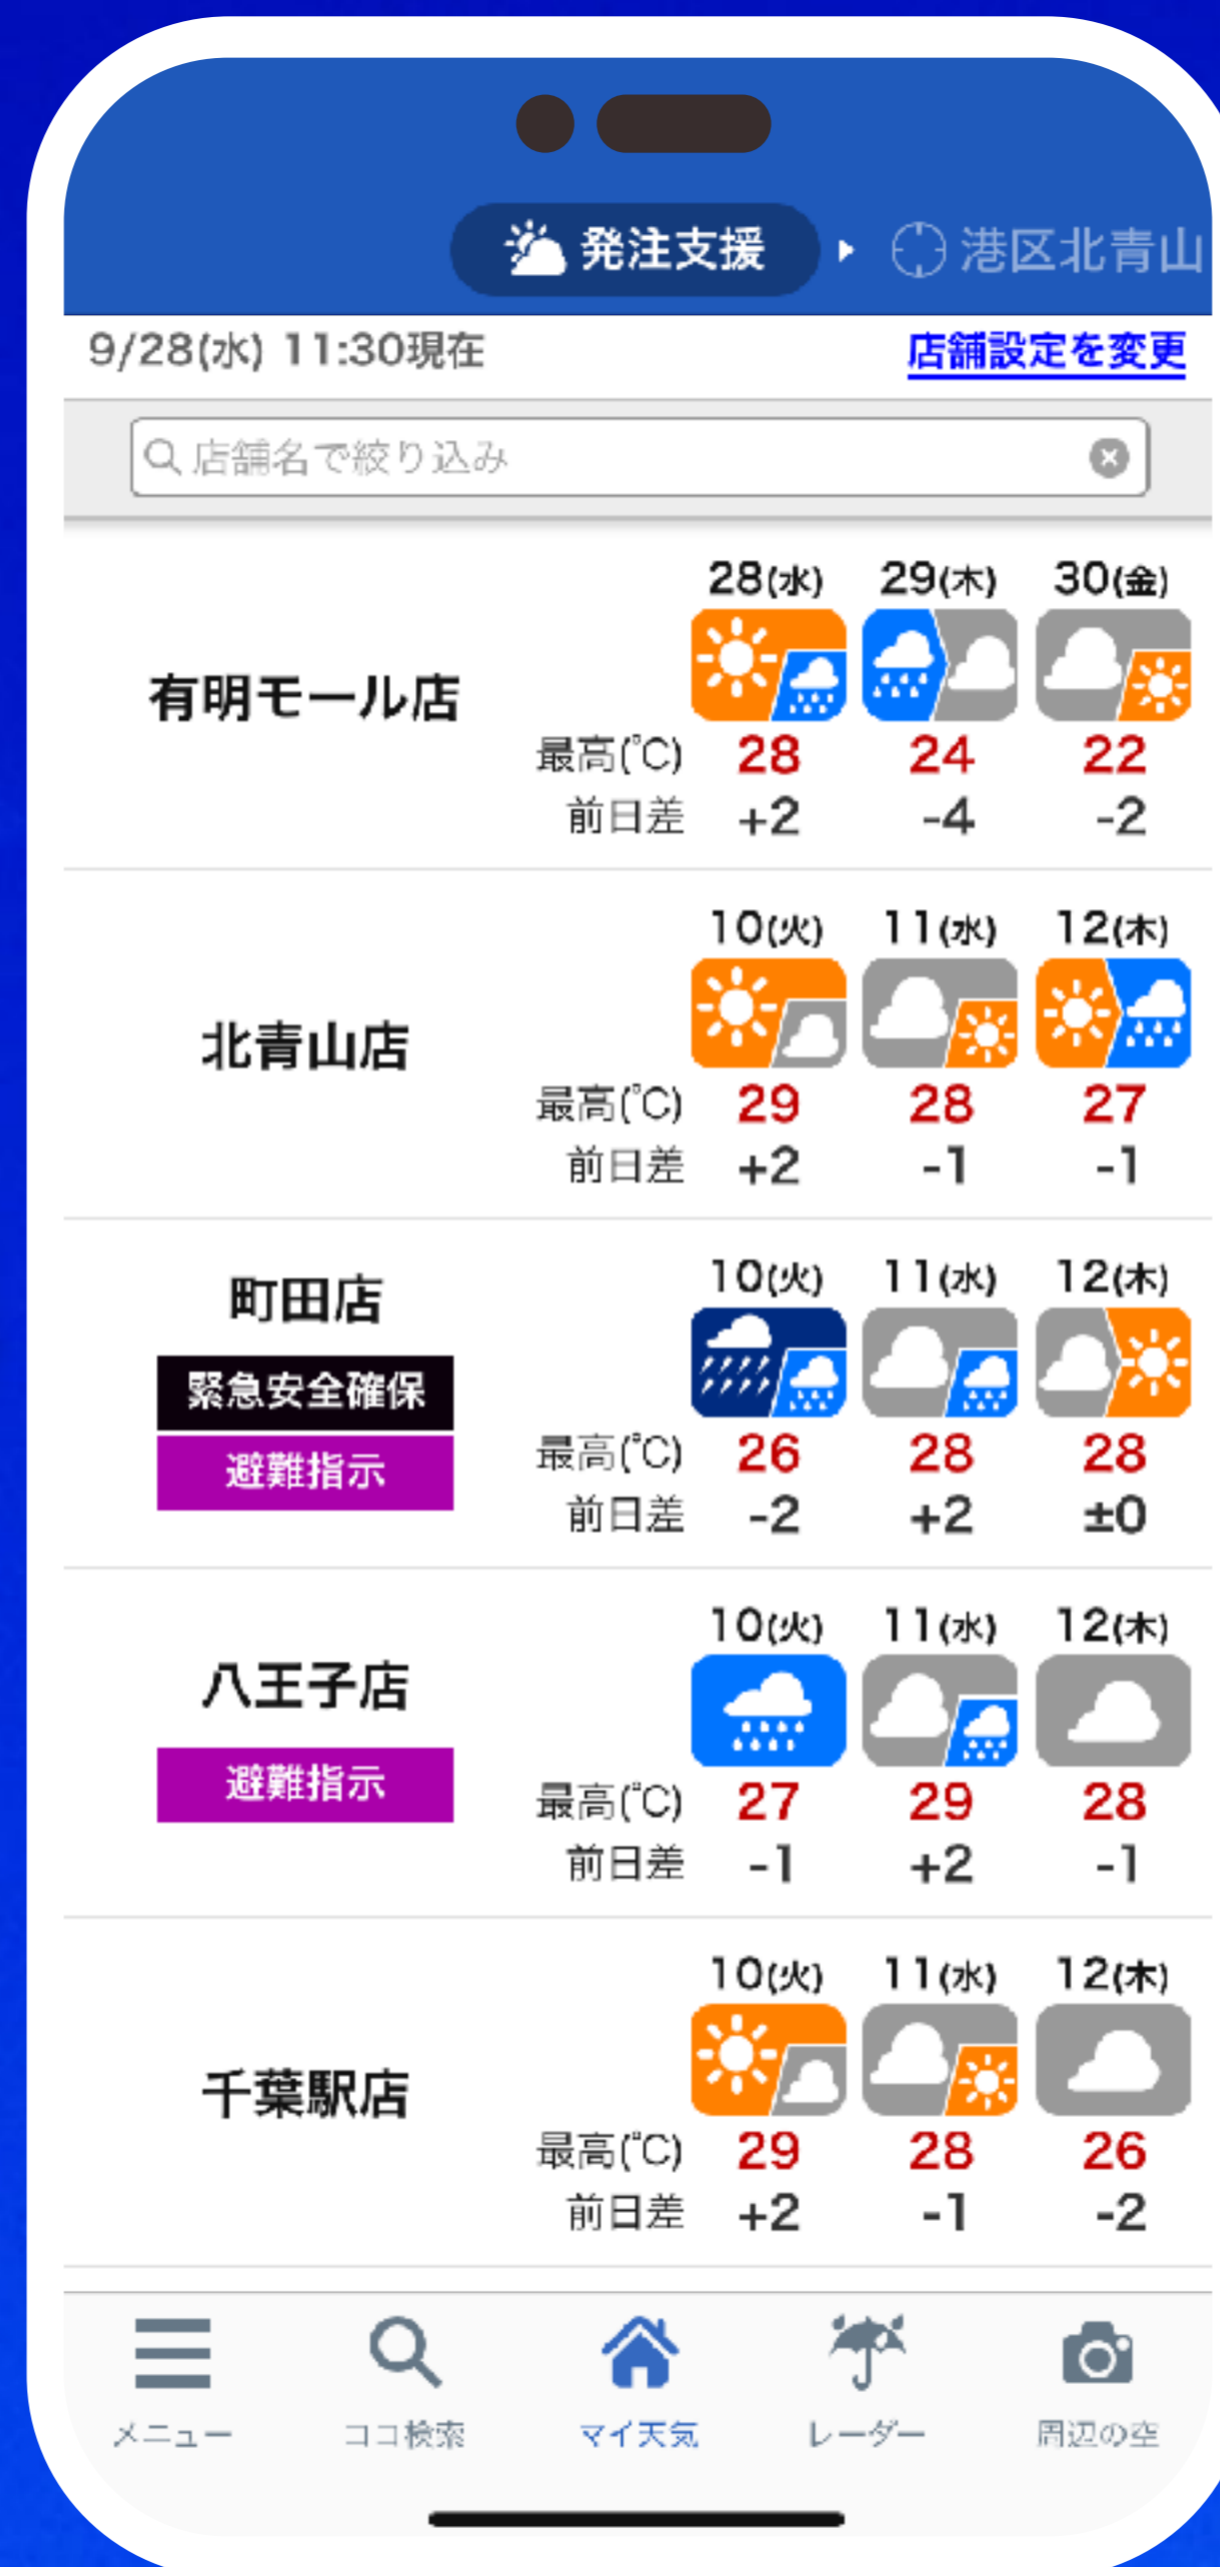 発注支援 港区北青山
9/28(水) 11:30現在 店舗設定を変更
店舗名で絞り込み
28(水) 29(木) 30(金)
有明モール店
最高(℃) 28 24 22
前日差 +2 -4 -2
10(火) 11(水) 12(木)
北青山店
最高(℃) 29 28 27
前日差 +2 -1 -1
10(火) 11(水) 12(木)
町田店
緊急安全確保
避難指示
最高(℃) 26 28 28
前日差 -2 +2 ±0
10(火) 11(水) 12(木)
八王子店
避難指示
最高(℃) 27 29 28
前日差 -1 +2 -1
10(火) 11(水) 12(木)
千葉駅店
最高(℃) 29 28 26
前日差 +2 -1 -2
メニュー ココ検索 マイ天気 レーダー 周辺の空